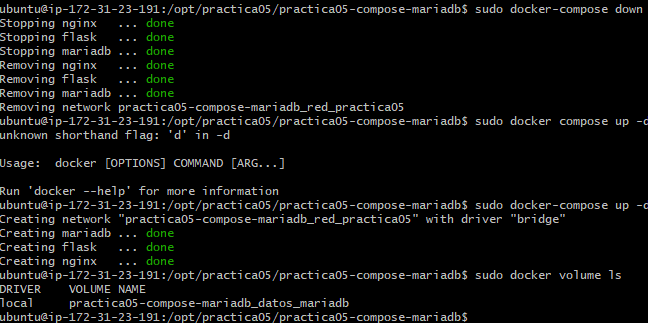 ubuntu@ip-172-31-23-191:/opt/practica05/practica05-compose-mariadb$ sudo docker-compose down
Stopping nginx   ... done
Stopping flask   ... done
Stopping mariadb ... done
Removing nginx   ... done
Removing flask   ... done
Removing mariadb ... done
Removing network practica05-compose-mariadb_red_practica05
ubuntu@ip-172-31-23-191:/opt/practica05/practica05-compose-mariadb$ sudo docker compose up -d
unknown shorthand flag: 'd' in -d

Usage:  docker [OPTIONS] COMMAND [ARG...]

Run 'docker --help' for more information
ubuntu@ip-172-31-23-191:/opt/practica05/practica05-compose-mariadb$ sudo docker-compose up -d
Creating network "practica05-compose-mariadb_red_practica05" with driver "bridge"
Creating mariadb ... done
Creating flask   ... done
Creating nginx   ... done
ubuntu@ip-172-31-23-191:/opt/practica05/practica05-compose-mariadb$ sudo docker volume ls
DRIVER    VOLUME NAME
local     practica05-compose-mariadb_datos_mariadb
ubuntu@ip-172-31-23-191:/opt/practica05/practica05-compose-mariadb$